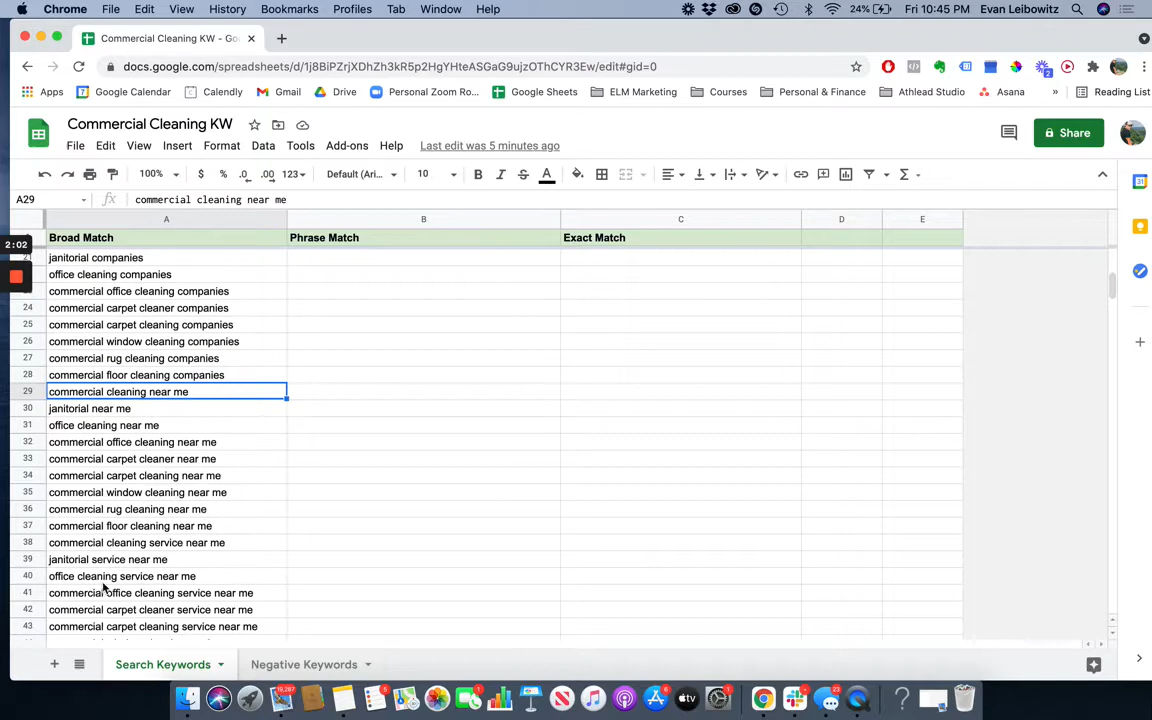 Chrome File Edit View History Bookmarks Profiles Tab Window Help 24% Fri 10:45 PM Evan Leibowitz
Commercial Cleaning KW - Go
docs.google.com/spreadsheets/d/1j8BiPZrjXDhZh3kR5p2HgYHteASGaG9ujzOThCYR3Ew/edit#gid=0
Apps Google Calendar Calendly Gmail Drive Personal Zoom Ro... Google Sheets ELM Marketing Courses Personal & Finance Athlead Studio Asana » Reading List
Commercial Cleaning KW
Share
File Edit View Insert Format Data Tools Add-ons Help Last edit was 5 minutes ago
100% $ % .0 .00 123 Default (Ari... 10 B I S A
A29 fx commercial cleaning near me
A B C D E
Broad Match Phrase Match Exact Match
2:02
janitorial companies
office cleaning companies
commercial office cleaning companies
24 commercial carpet cleaner companies
25 commercial carpet cleaning companies
26 commercial window cleaning companies
27 commercial rug cleaning companies
28 commercial floor cleaning companies
29 commercial cleaning near me
30 janitorial near me
31 office cleaning near me
32 commercial office cleaning near me
33 commercial carpet cleaner near me
34 commercial carpet cleaning near me
35 commercial window cleaning near me
36 commercial rug cleaning near me
37 commercial floor cleaning near me
38 commercial cleaning service near me
39 janitorial service near me
40 office cleaning service near me
41 commercial office cleaning service near me
42 commercial carpet cleaner service near me
43 commercial carpet cleaning service near me
Search Keywords Negative Keywords
19,287 5 1 6 1 23